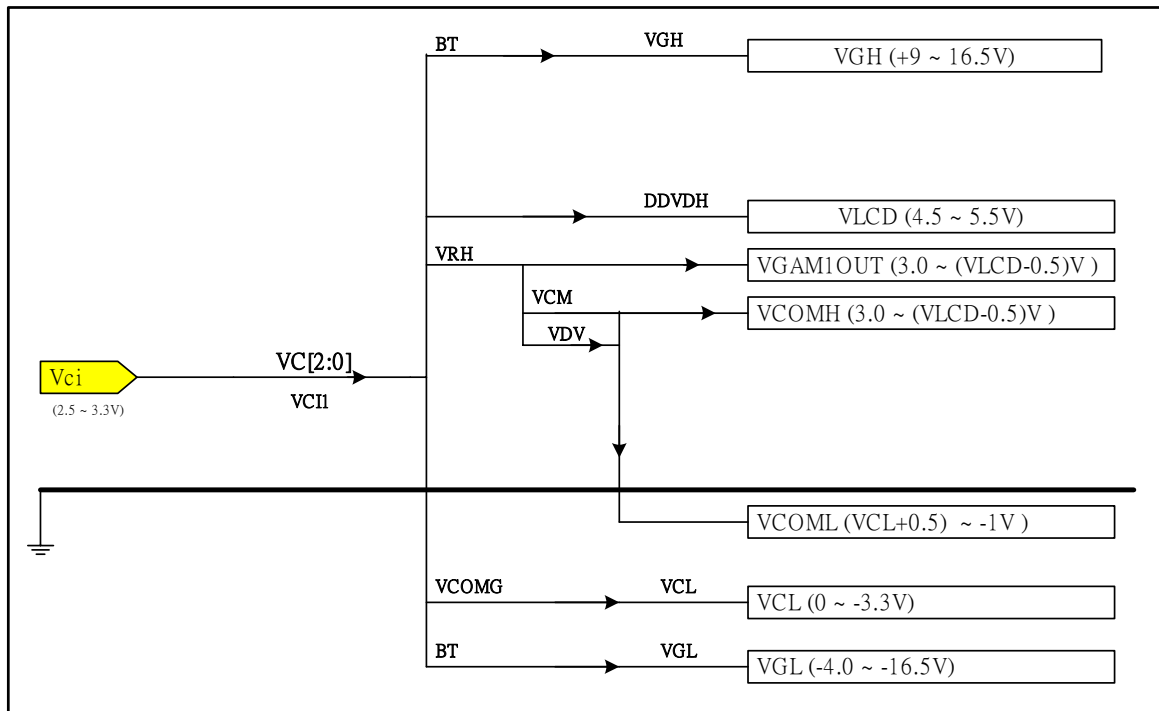 BT VGH VGH (+9 ~ 16.5V)
DDVDH VLCD (4.5 ~ 5.5V)
VRH VGAM1OUT (3.0 ~ (VLCD-0.5)V )
VCM VCOMH (3.0 ~ (VLCD-0.5)V )
VDV
Vci VC[2:0]
(2.5 ~ 3.3V) VCI1
VCOML (VCL+0.5) ~ -1V )
VCOMG VCL VCL (0 ~ -3.3V)
BT VGL VGL (-4.0 ~ -16.5V)